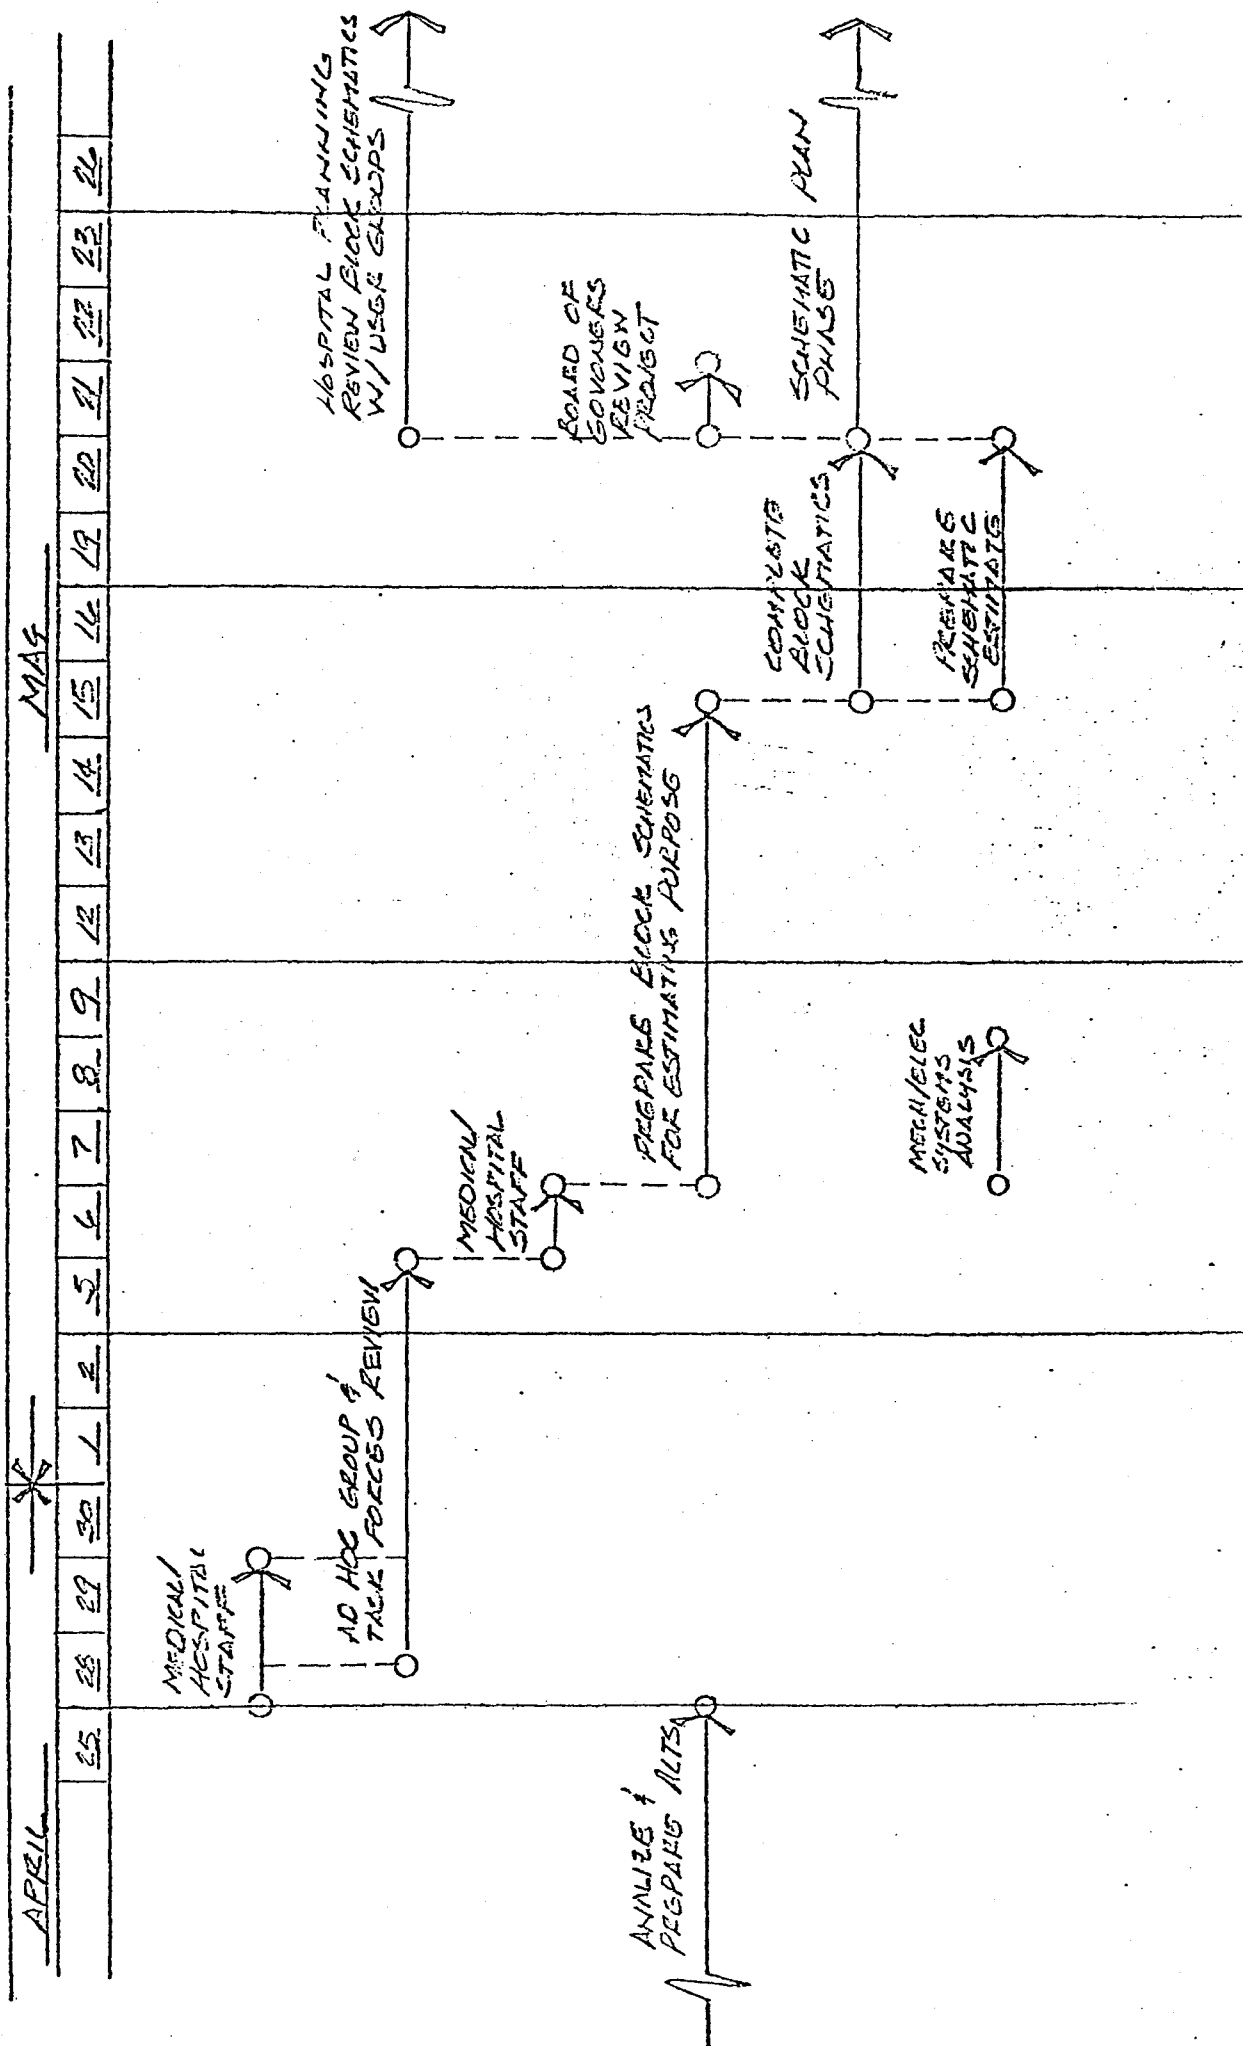 APRIL
MAY
25 28 29 30 1 2 5 6 7 8 9 12 13 14 15 16 19 20 21 22 23 26
MEDICAL/
HOSPITAL
STAFF
HOSPITAL PLANNING
REVIEW BLOCK SCHEMATICS
W/ USER GROUPS
AD HOC GROUP &
TASK FORCES REVIEW
MEDICAL/
HOSPITAL
STAFF
BOARD OF
GOVONERS
REVIEW
PROJECT
ANALIZE &
PREPARE ALTS
PREPARE BLOCK SCHEMATICS
FOR ESTIMATING PURPOSE
COMPLETE
BLOCK
SCHEMATICS
SCHEMATIC PLAN
PHASE
MECH/ELEC
SYSTEMS
ANALYSIS
PREPARE
SCHEMATIC
ESTIMATE